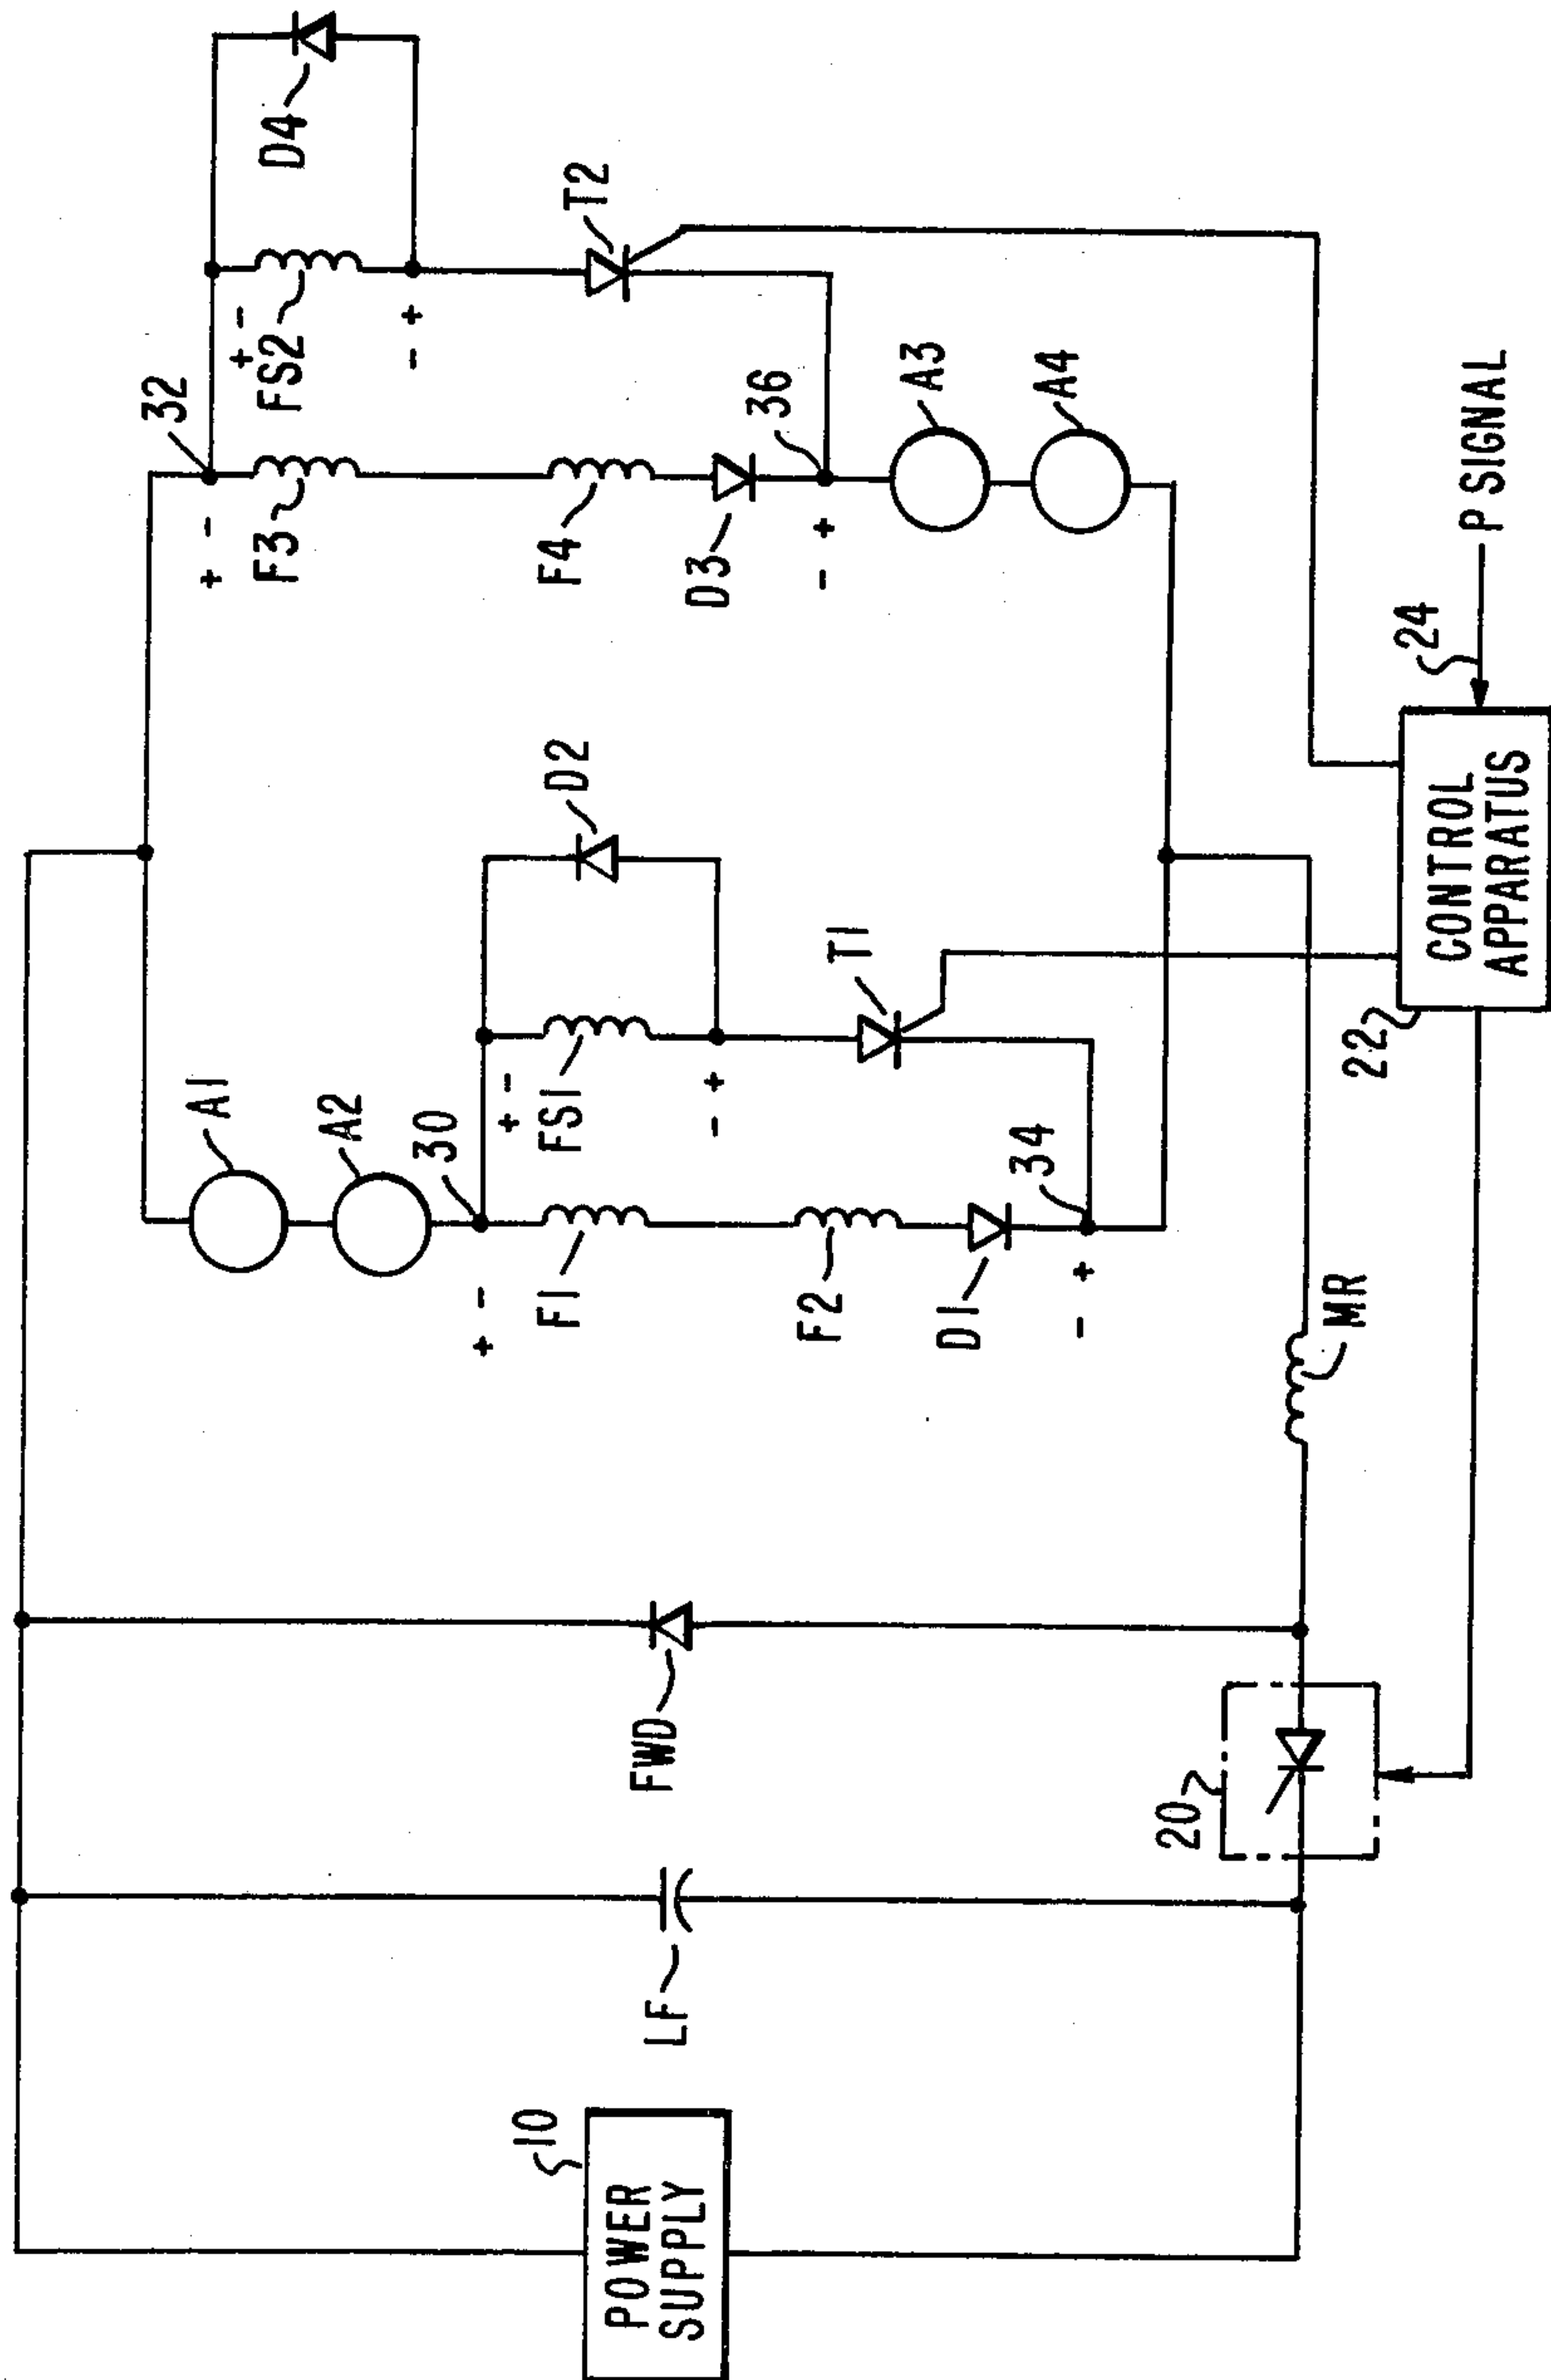 32
A1
+ -
+ -
F3
FS2
D4
A2
- +
30
+ -
+ -
10
F1
FS1
F4
D2
T2
POWER
SUPPLY
LF
FWD
D3
- +
36
F2
- +
T1
A3
D1
34
A4
- +
20
MR
22
24
CONTROL
APPARATUS
P SIGNAL